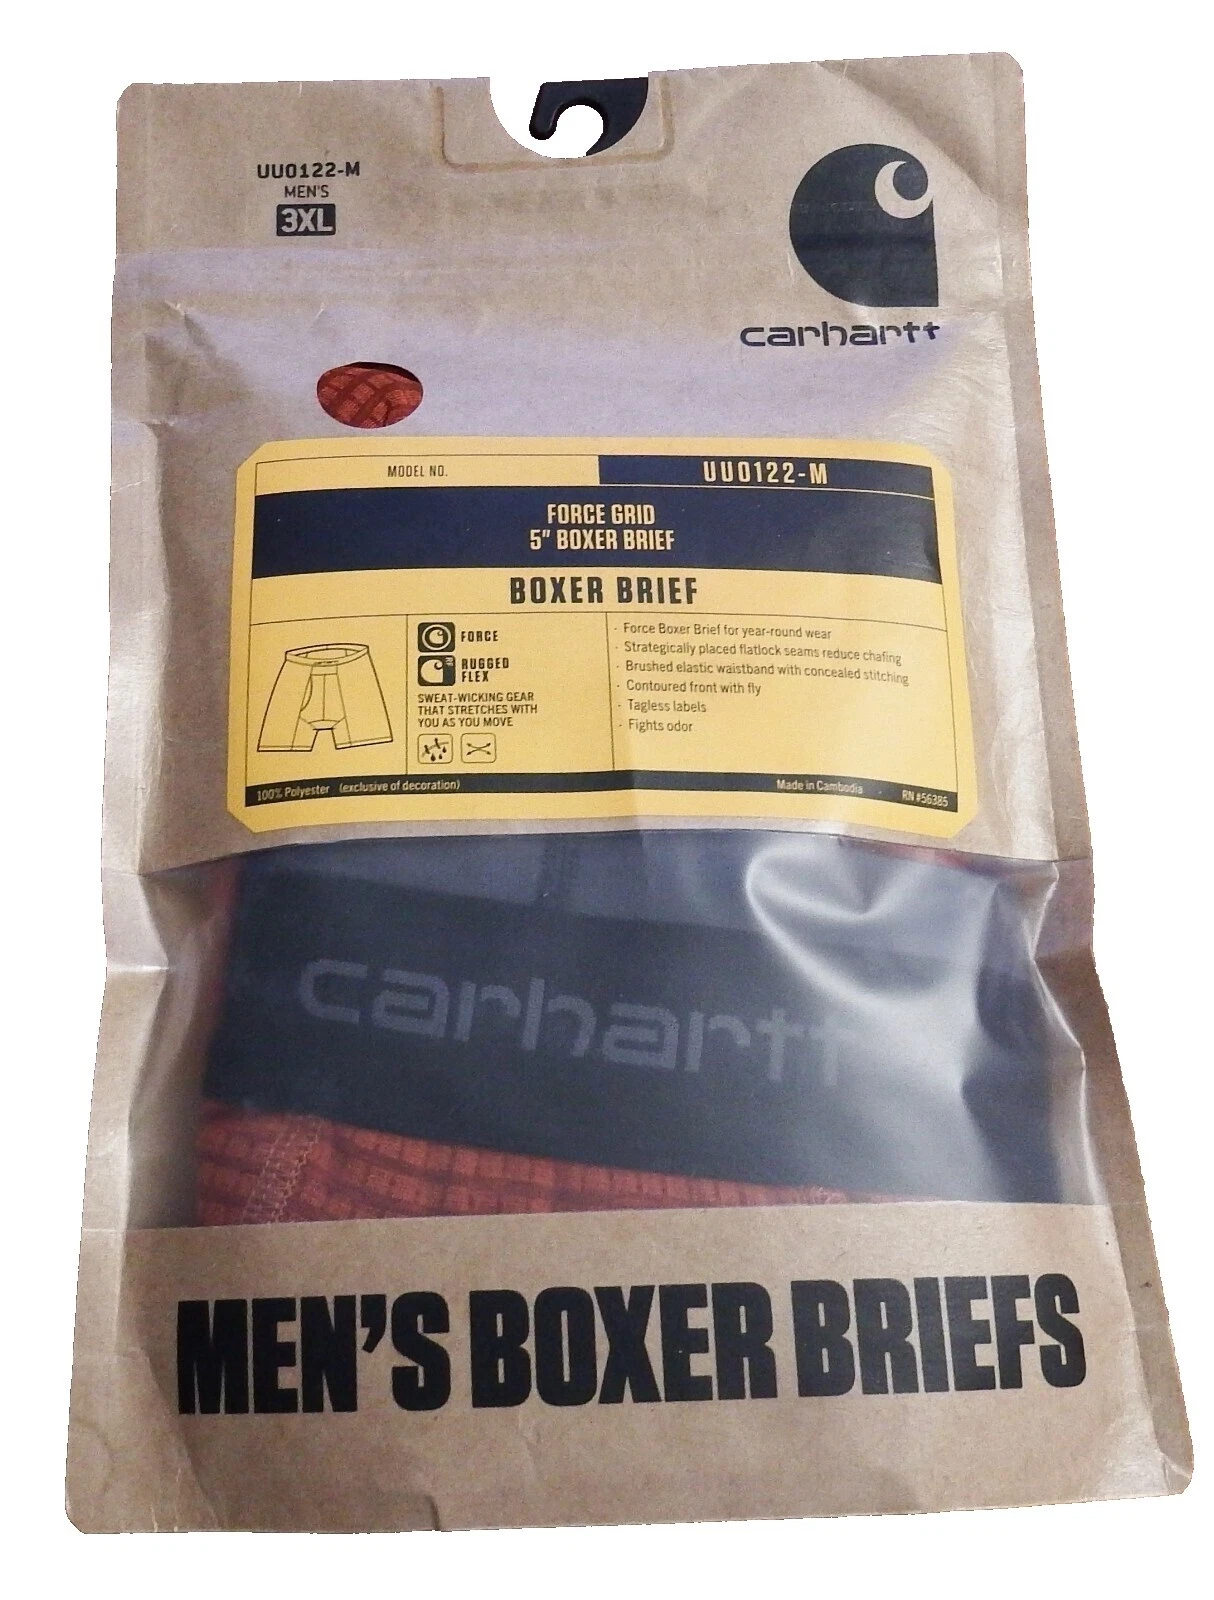 UU0122-M
MEN'S
3XL
carhartt
MODEL NO.
UU0122-M
FORCE GRID
5" BOXER BRIEF
BOXER BRIEF
FORCE
RUGGED
FLEX
SWEAT-WICKING GEAR
THAT STRETCHES WITH
YOU AS YOU MOVE
· Force Boxer Brief for year-round wear
· Strategically placed flatlock seams reduce chafing
· Brushed elastic waistband with concealed stitching
· Contoured front with fly
· Tagless labels
· Fights odor
100% Polyester (exclusive of decoration)
Made in Cambodia · RN #56385
carhartt
MEN'S BOXER BRIEFS